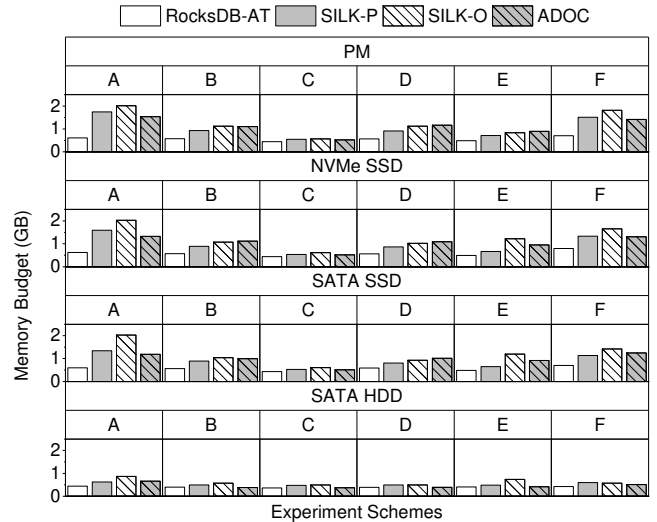 RocksDB-AT SILK-P SILK-O ADOC
PM
A B C D E F
2
1
0
NVMe SSD
A B C D E F
2
1
0
SATA SSD
A B C D E F
2
1
0
SATA HDD
A B C D E F
2
1
0
Memory Budget (GB)
Experiment Schemes